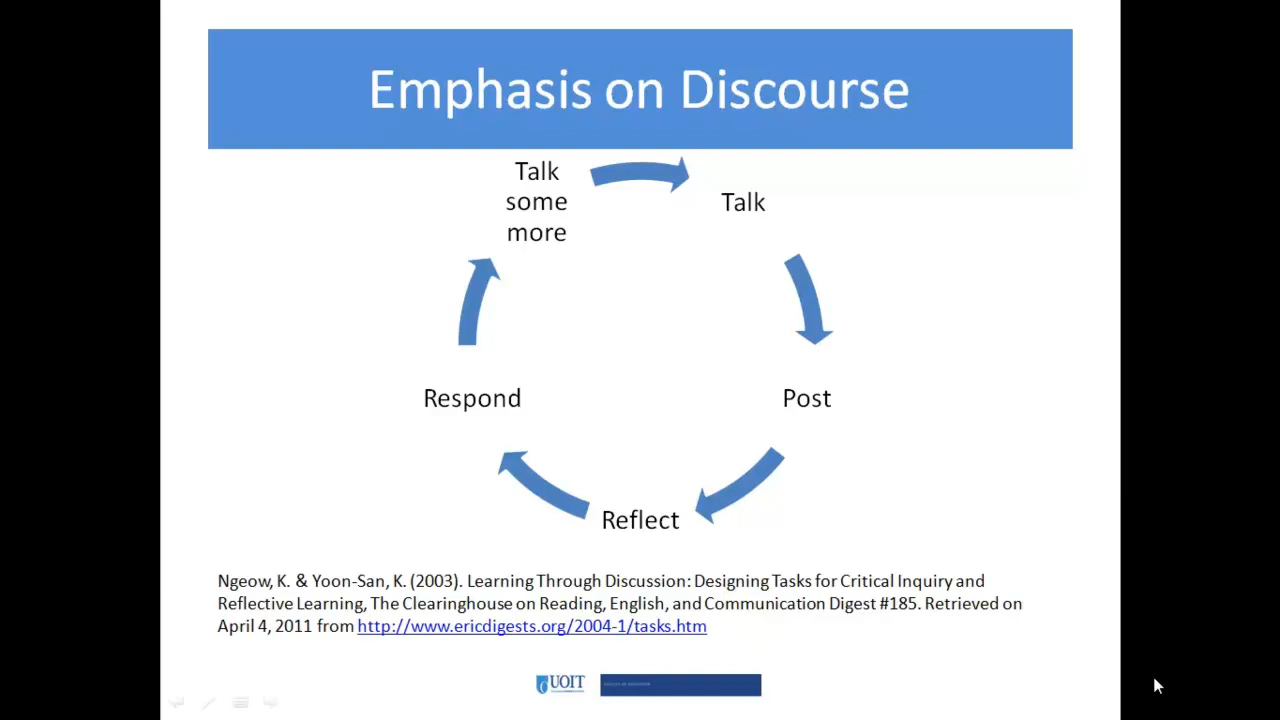 Emphasis on Discourse
Talk
some
more
Talk
Post
Reflect
Respond
Ngeow, K. & Yoon-San, K. (2003). Learning Through Discussion: Designing Tasks for Critical Inquiry and
Reflective Learning, The Clearinghouse on Reading, English, and Communication Digest #185. Retrieved on
April 4, 2011 from http://www.ericdigests.org/2004-1/tasks.htm
UOIT